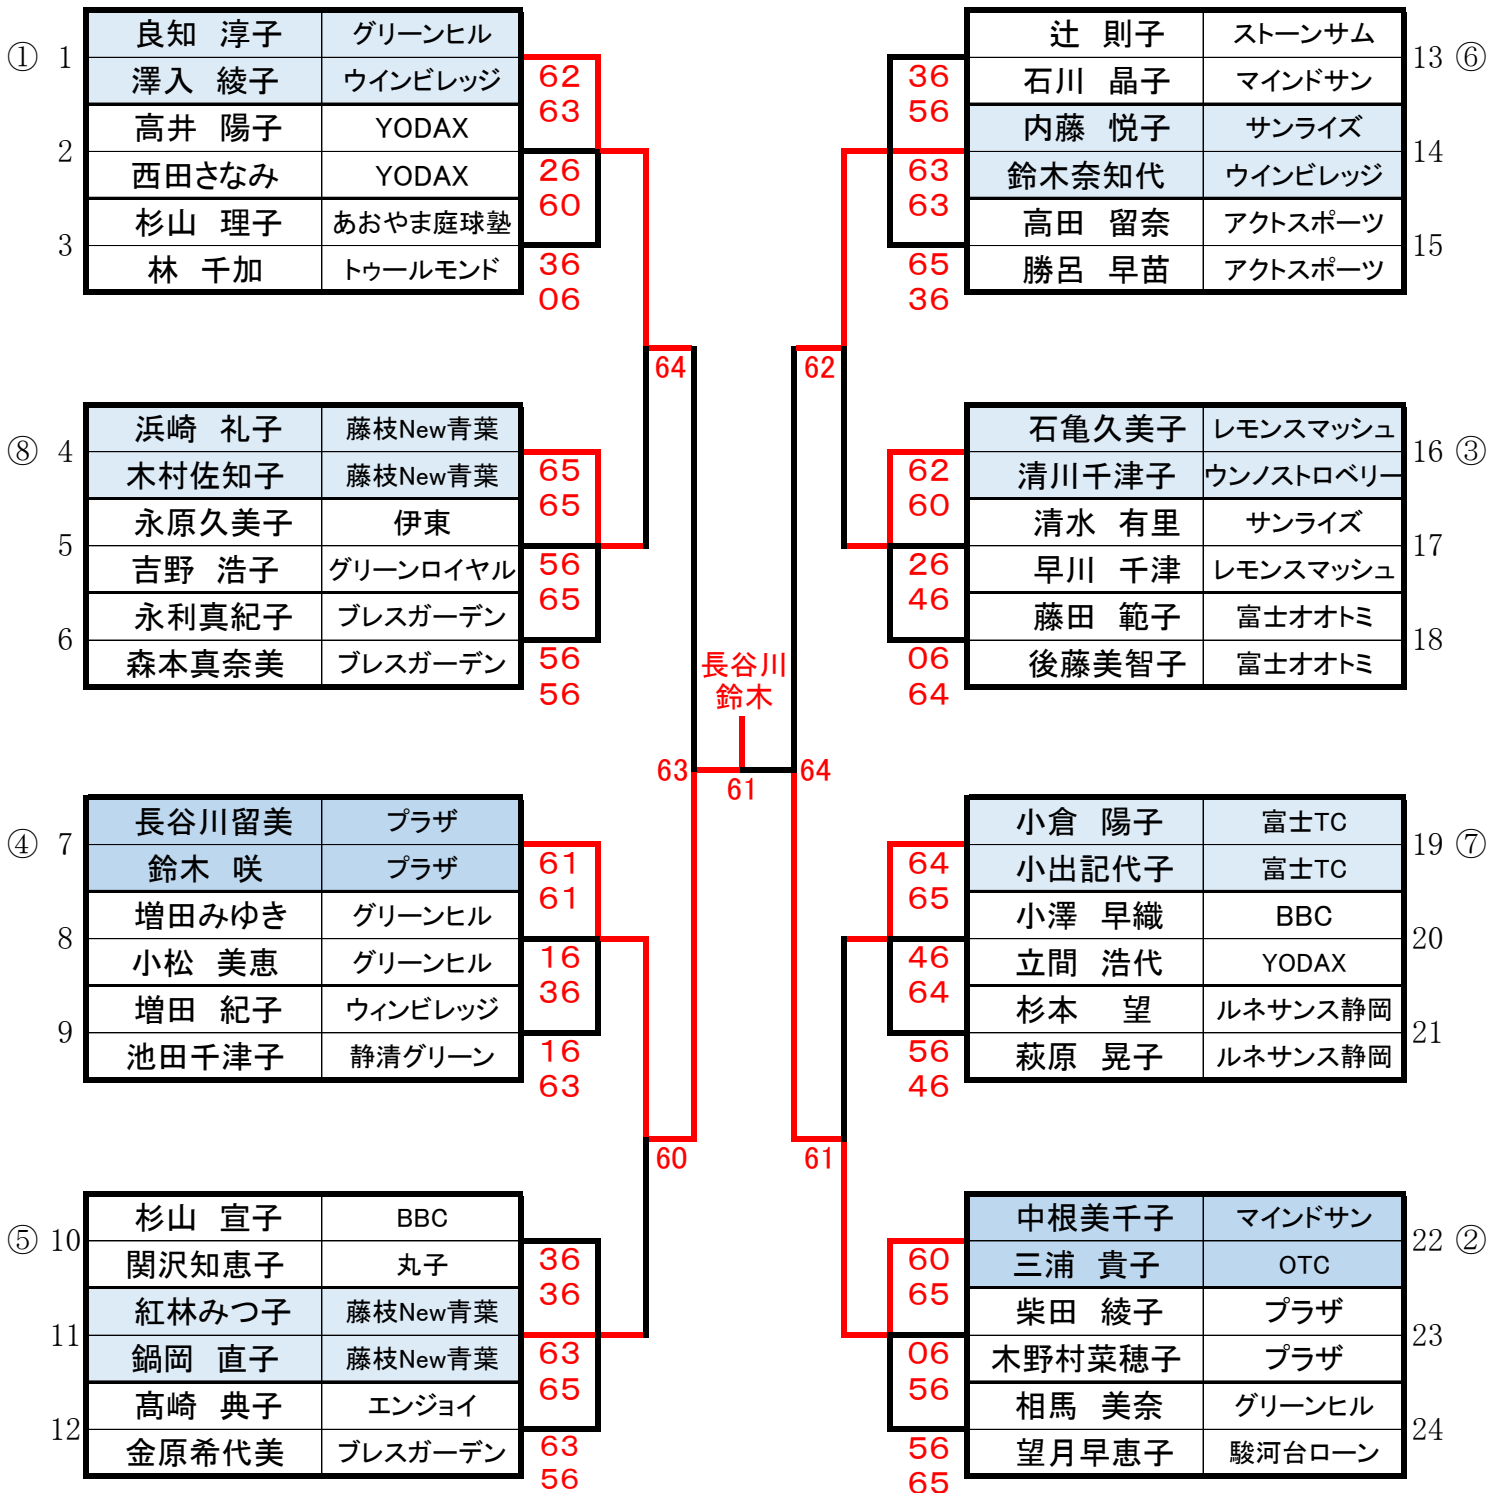 ① 1 良知 淳子 グリーンヒル
澤入 綾子 ウインビレッジ
62
63
2 高井 陽子 YODAX
西田さなみ YODAX
26
60
3 杉山 理子 あおやま庭球塾
林 千加 トゥールモンド
36
06
64
⑧ 4 浜崎 礼子 藤枝New青葉
木村佐知子 藤枝New青葉
65
65
5 永原久美子 伊東
吉野 浩子 グリーンロイヤル
56
65
6 永利真紀子 ブレスガーデン
森本真奈美 ブレスガーデン
56
56
63
④ 7 長谷川留美 プラザ
鈴木 咲 プラザ
61
61
8 増田みゆき グリーンヒル
小松 美恵 グリーンヒル
16
36
9 増田 紀子 ウィンビレッジ
池田千津子 静清グリーン
16
63
60
⑤ 10 杉山 宣子 BBC
関沢知恵子 丸子
36
36
11 紅林みつ子 藤枝New青葉
鍋岡 直子 藤枝New青葉
63
65
12 髙崎 典子 エンジョイ
金原希代美 ブレスガーデン
63
56
長谷川
鈴木
61
辻 則子 ストーンサム 13 ⑥
石川 晶子 マインドサン
36
56
内藤 悦子 サンライズ 14
鈴木奈知代 ウインビレッジ
63
63
高田 留奈 アクトスポーツ 15
勝呂 早苗 アクトスポーツ
65
36
62
石亀久美子 レモンスマッシュ 16 ③
清川千津子 ウンノストロベリー
62
60
清水 有里 サンライズ 17
早川 千津 レモンスマッシュ
26
46
藤田 範子 富士オオトミ 18
後藤美智子 富士オオトミ
06
64
64
小倉 陽子 富士TC 19 ⑦
小出記代子 富士TC
64
65
小澤 早織 BBC 20
立間 浩代 YODAX
46
64
杉本 望 ルネサンス静岡 21
萩原 晃子 ルネサンス静岡
56
46
61
中根美千子 マインドサン 22 ②
三浦 貴子 OTC
60
65
柴田 綾子 プラザ 23
木野村菜穂子 プラザ
06
56
相馬 美奈 グリーンヒル 24
望月早恵子 駿河台ローン
56
65